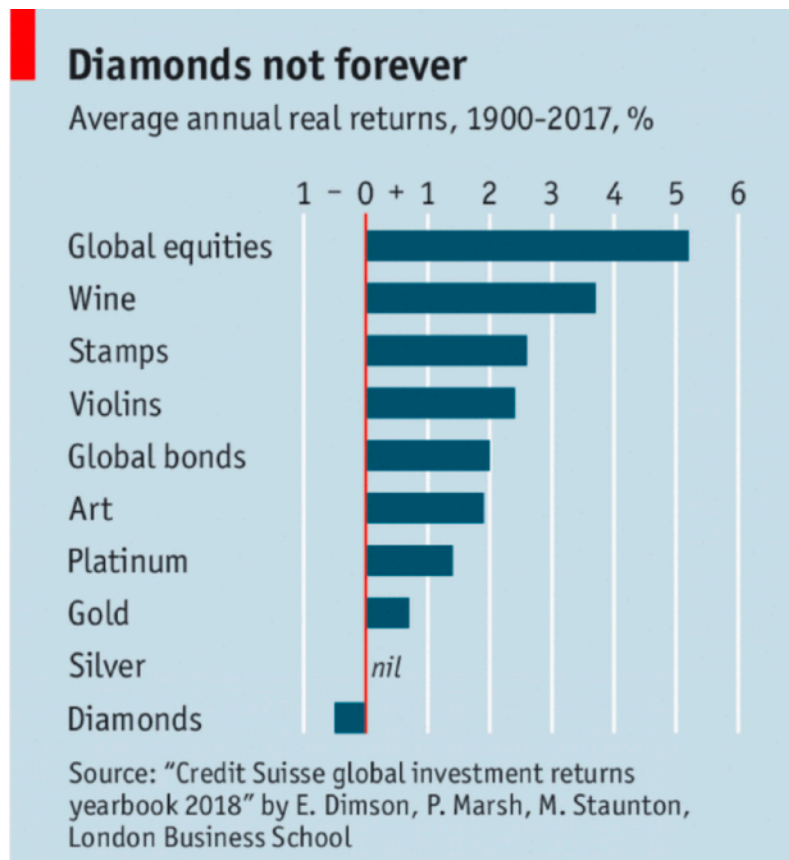 Diamonds not forever
Average annual real returns, 1900-2017, %
1 - 0 + 1 2 3 4 5 6
Global equities
Wine
Stamps
Violins
Global bonds
Art
Platinum
Gold
Silver nil
Diamonds
Source: “Credit Suisse global investment returns
yearbook 2018” by E. Dimson, P. Marsh, M. Staunton,
London Business School